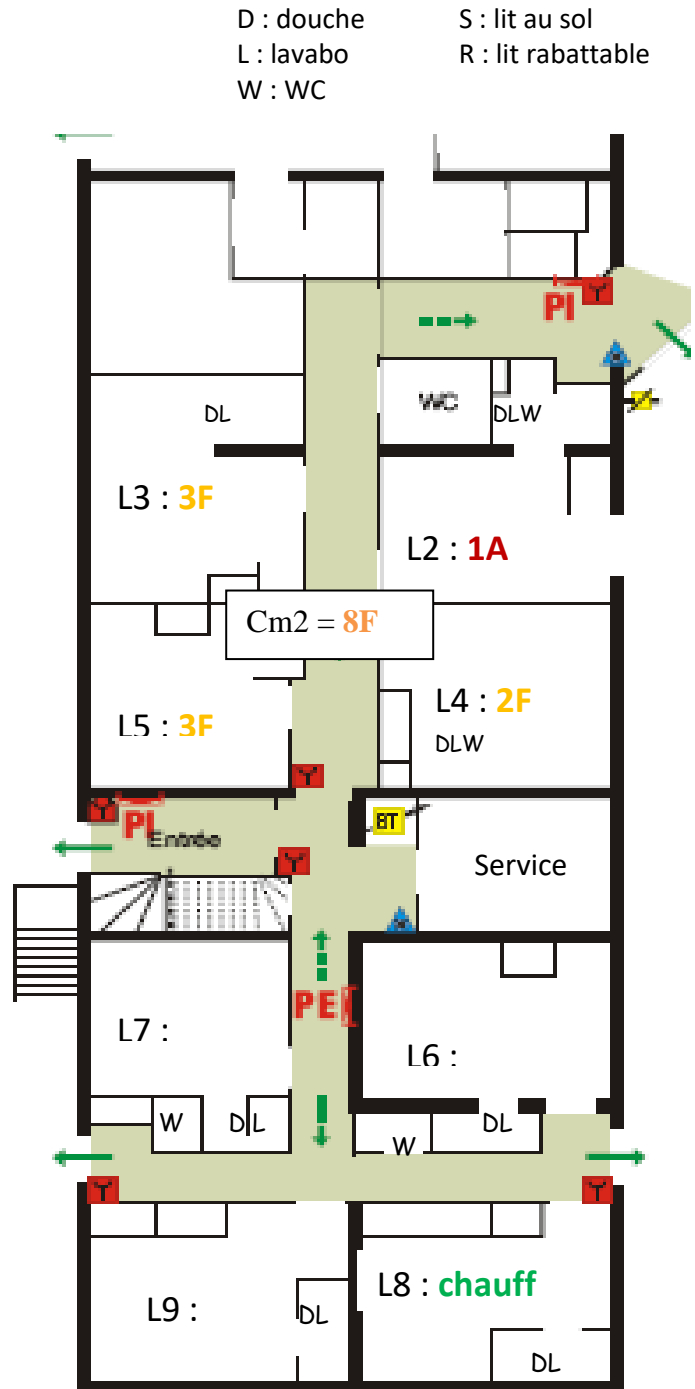 D : douche S : lit au sol
L : lavabo R : lit rabattable
W : WC
PI
DL WC DLW
L3 : 3F
L2 : 1A
Cm2 = 8F
L5 : 3F
L4 : 2F
DLW
PI
BT
Entrée
Service
PE
L7 :
L6 :
W DL DL
W
L8 : chauff
L9 :
DL
DL